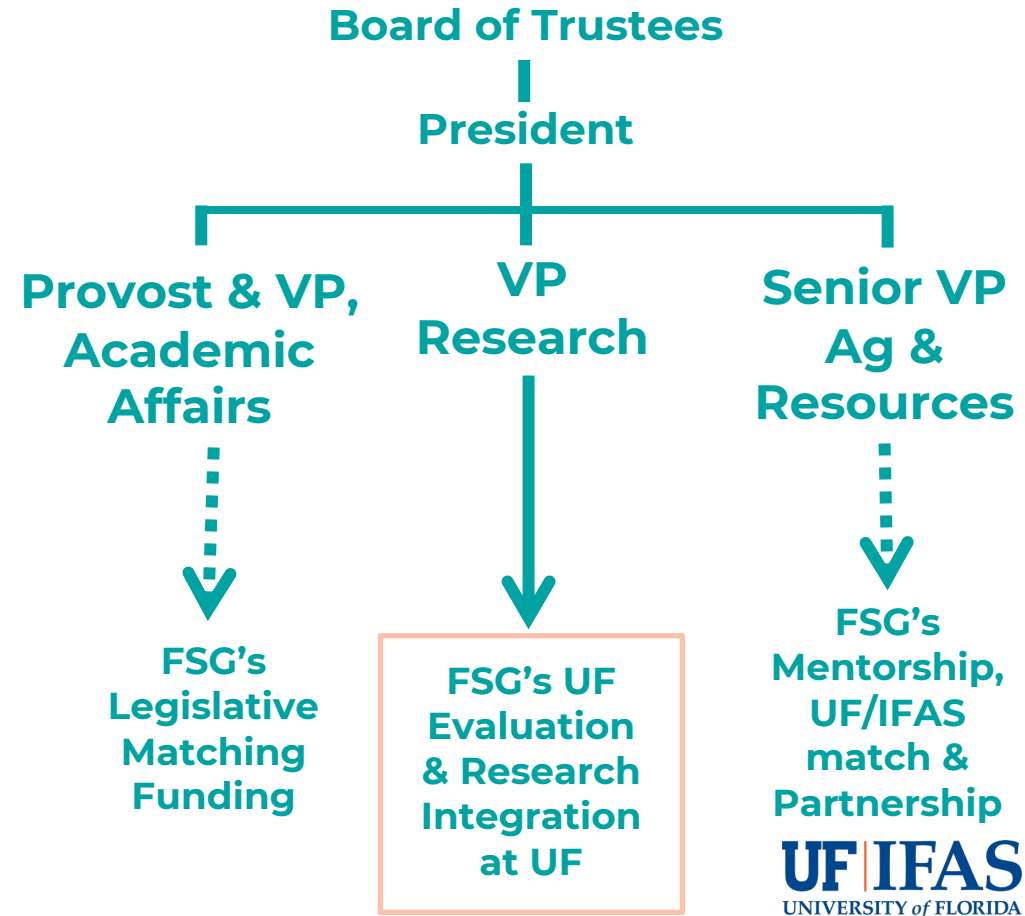 Board of Trustees
President
Provost & VP,
Academic
Affairs
VP
Research
Senior VP
Ag &
Resources
FSG’s
Legislative
Matching
Funding
FSG’s UF
Evaluation
& Research
Integration
at UF
FSG’s
Mentorship,
UF/IFAS
match &
Partnership
UF|IFAS
UNIVERSITY of FLORIDA